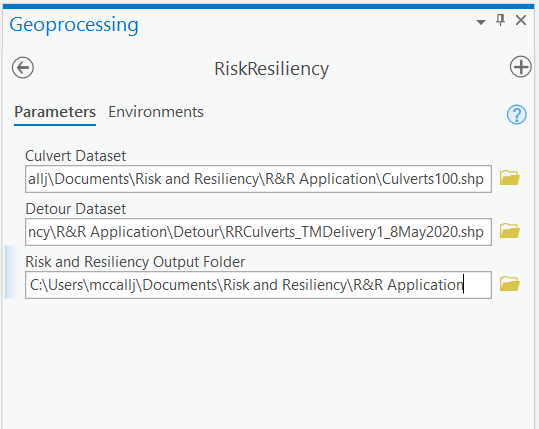 Geoprocessing
RiskResiliency
Parameters Environments
Culvert Dataset
allj\Documents\Risk and Resiliency\R&R Application\Culverts100.shp
Detour Dataset
ncy\R&R Application\Detour\RRCulverts_TMDelivery1_8May2020.shp
Risk and Resiliency Output Folder
C:\Users\mccallj\Documents\Risk and Resiliency\R&R Application